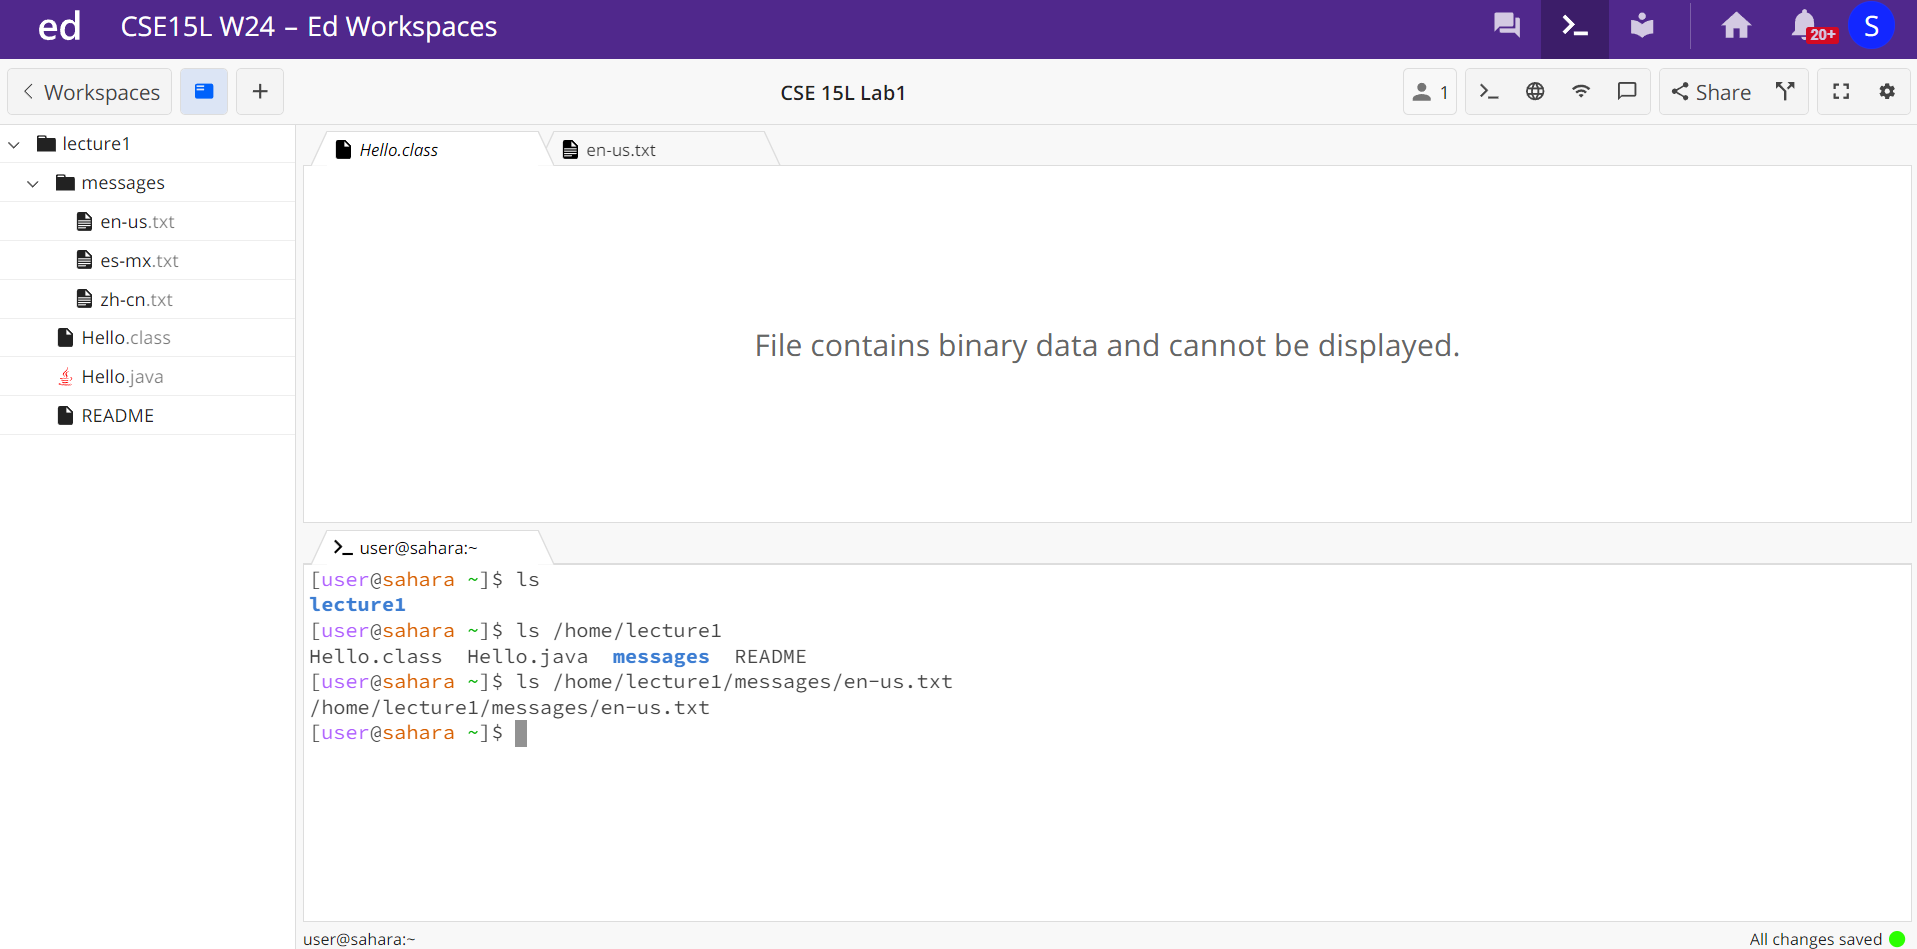 ed CSE15L W24 – Ed Workspaces 20+ S
Workspaces + CSE 15L Lab1 1 Share
lecture1
messages
en-us.txt
es-mx.txt
zh-cn.txt
Hello.class
Hello.java
README
Hello.class en-us.txt
File contains binary data and cannot be displayed.
user@sahara:~
[user@sahara ~]$ ls
lecture1
[user@sahara ~]$ ls /home/lecture1
Hello.class Hello.java messages README
[user@sahara ~]$ ls /home/lecture1/messages/en-us.txt
/home/lecture1/messages/en-us.txt
[user@sahara ~]$
user@sahara:~ All changes saved